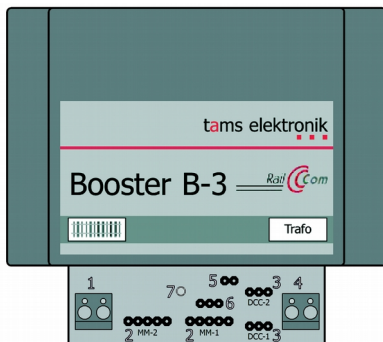 tams elektronik
Booster B-3 RailCom
Trafo
1 7 5 3 4
6 DCC-2
2 MM-2 2 MM-1 DCC-1 3